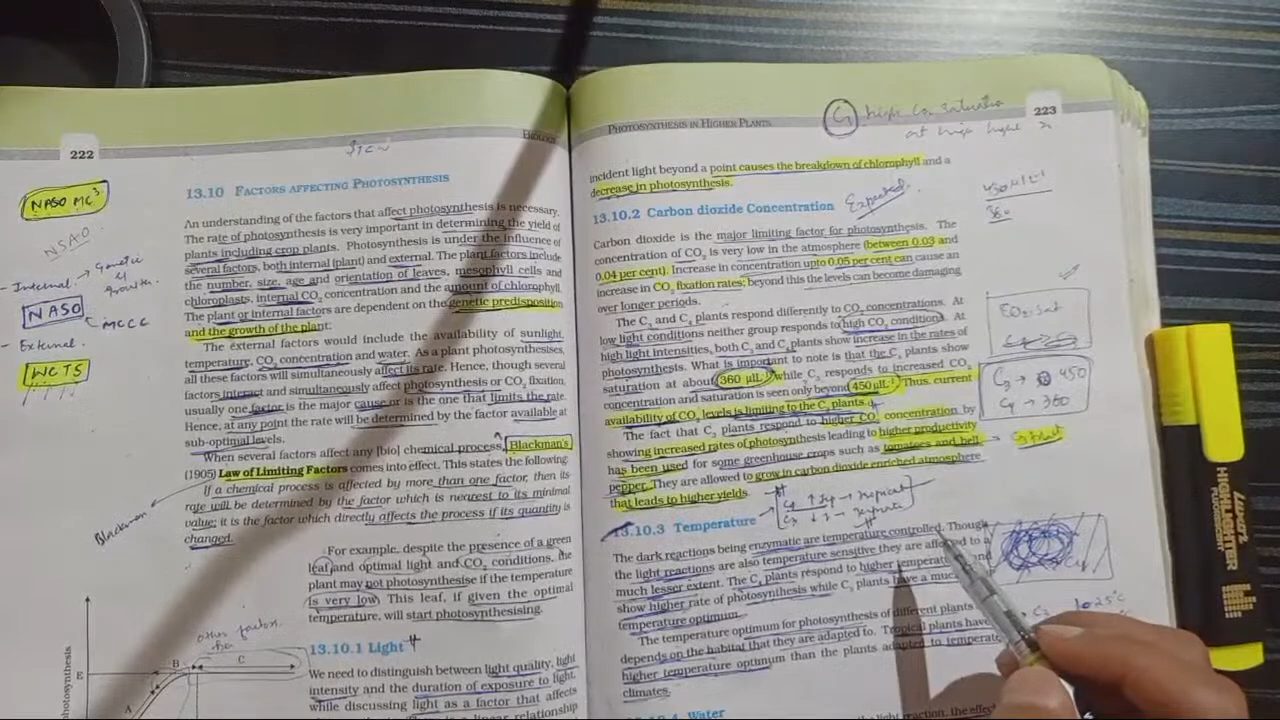 222
BIOLOGY
NASO MC³
NSAO
- Internal → Genetic & Growth.
NASO
MCCC
- External.
WCTS
Blackman
13.10 FACTORS AFFECTING PHOTOSYNTHESIS
An understanding of the factors that affect photosynthesis is necessary.
The rate of photosynthesis is very important in determining the yield of
plants including crop plants. Photosynthesis is under the influence of
several factors, both internal (plant) and external. The plant factors include
the number, size, age and orientation of leaves, mesophyll cells and
chloroplasts, internal CO₂ concentration and the amount of chlorophyll.
The plant or internal factors are dependent on the genetic predisposition
and the growth of the plant.
The external factors would include the availability of sunlight,
temperature, CO₂ concentration and water. As a plant photosynthesises,
all these factors will simultaneously affect its rate. Hence, though several
factors interact and simultaneously affect photosynthesis or CO₂ fixation,
usually one factor is the major cause or is the one that limits the rate.
Hence, at any point the rate will be determined by the factor available at
sub-optimal levels.
When several factors affect any [bio] chemical process, Blackman's
(1905) Law of Limiting Factors comes into effect. This states the following:
If a chemical process is affected by more than one factor, then its
rate will be determined by the factor which is nearest to its minimal
value; it is the factor which directly affects the process if its quantity is
changed.
For example, despite the presence of a green
leaf and optimal light and CO₂ conditions, the
plant may not photosynthesise if the temperature
is very low. This leaf, if given the optimal
temperature, will start photosynthesising.
13.10.1 Light
We need to distinguish between light quality, light
intensity and the duration of exposure to light,
while discussing light as a factor that affects
linear relationship
other factors
A
B
C
E
photosynthesis
PHOTOSYNTHESIS IN HIGHER PLANTS
223
at high light
incident light beyond a point causes the breakdown of chlorophyll and a
decrease in photosynthesis.
13.10.2 Carbon dioxide Concentration
Expected
450 µlL⁻¹
360
Carbon dioxide is the major limiting factor for photosynthesis. The
concentration of CO₂ is very low in the atmosphere (between 0.03 and
0.04 per cent). Increase in concentration upto 0.05 per cent can cause an
increase in CO₂ fixation rates; beyond this the levels can become damaging
over longer periods.
The C₃ and C₄ plants respond differently to CO₂ concentrations. At
low light conditions neither group responds to high CO₂ conditions. At
high light intensities, both C₃ and C₄ plants show increase in the rates of
photosynthesis. What is important to note is that the C₄ plants show
saturation at about 360 µlL⁻¹ while C₃ responds to increased CO₂
concentration and saturation is seen only beyond 450 µlL⁻¹. Thus, current
availability of CO₂ levels is limiting to the C₃ plants.
CO₂ sat
C₃ → 450
C₄ → 360
The fact that C₃ plants respond to higher CO₂ concentration by
showing increased rates of photosynthesis leading to higher productivity
has been used for some greenhouse crops such as tomatoes and bell
pepper. They are allowed to grow in carbon dioxide enriched atmosphere
that leads to higher yields.
13.10.3 Temperature
The dark reactions being enzymatic are temperature controlled. Though
the light reactions are also temperature sensitive they are affected to a
much lesser extent. The C₄ plants respond to higher temperatures and
show higher rate of photosynthesis while C₃ plants have a much
temperature optimum.
The temperature optimum for photosynthesis of different plants
depends on the habitat that they are adapted to. Tropical plants have
higher temperature optimum than the plants adapted to temperate
climates.
13.10.4 Water
light reaction, the effect
HIGHLIGHTER